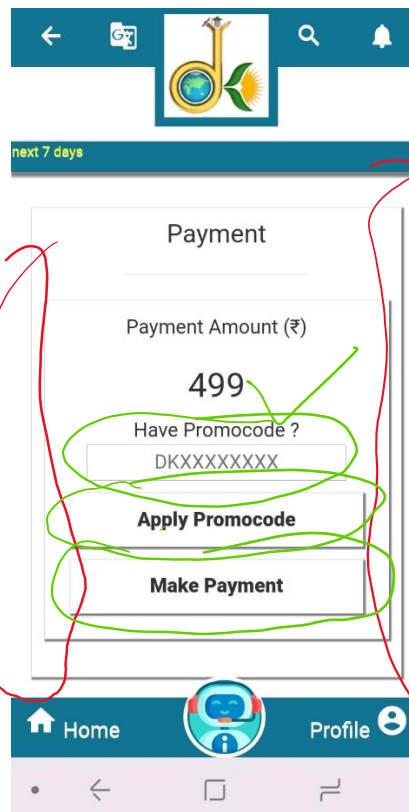 next 7 days
Payment
Payment Amount (₹)
499
Have Promocode ?
DKXXXXXXXX
Apply Promocode
Make Payment
Home
Profile